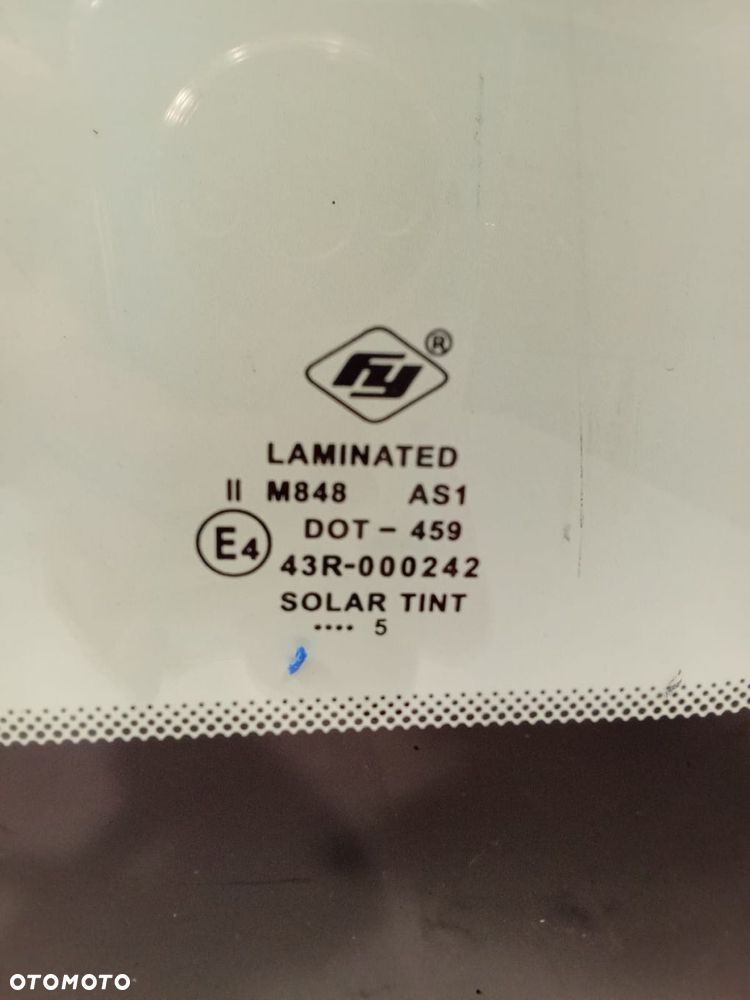 fy ®
LAMINATED
II M848 AS1
DOT - 459
E4
43R-000242
SOLAR TINT
•••• 5
OTOMOTO